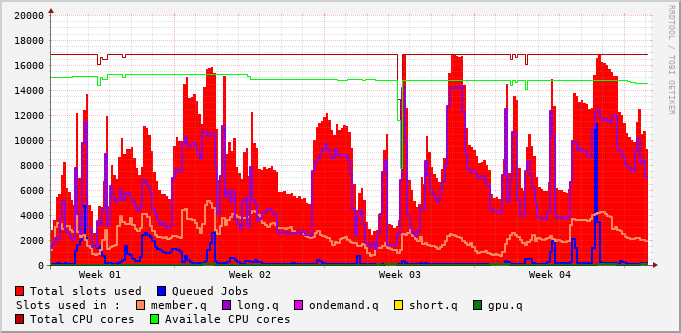 20000
18000
16000
14000
12000
10000
8000
6000
4000
2000
0
Week 01 Week 02 Week 03 Week 04
RRDTOOL / TOBI OETIKER
Total slots used Queued Jobs
Slots used in : member.q long.q ondemand.q short.q gpu.q
Total CPU cores Availale CPU cores